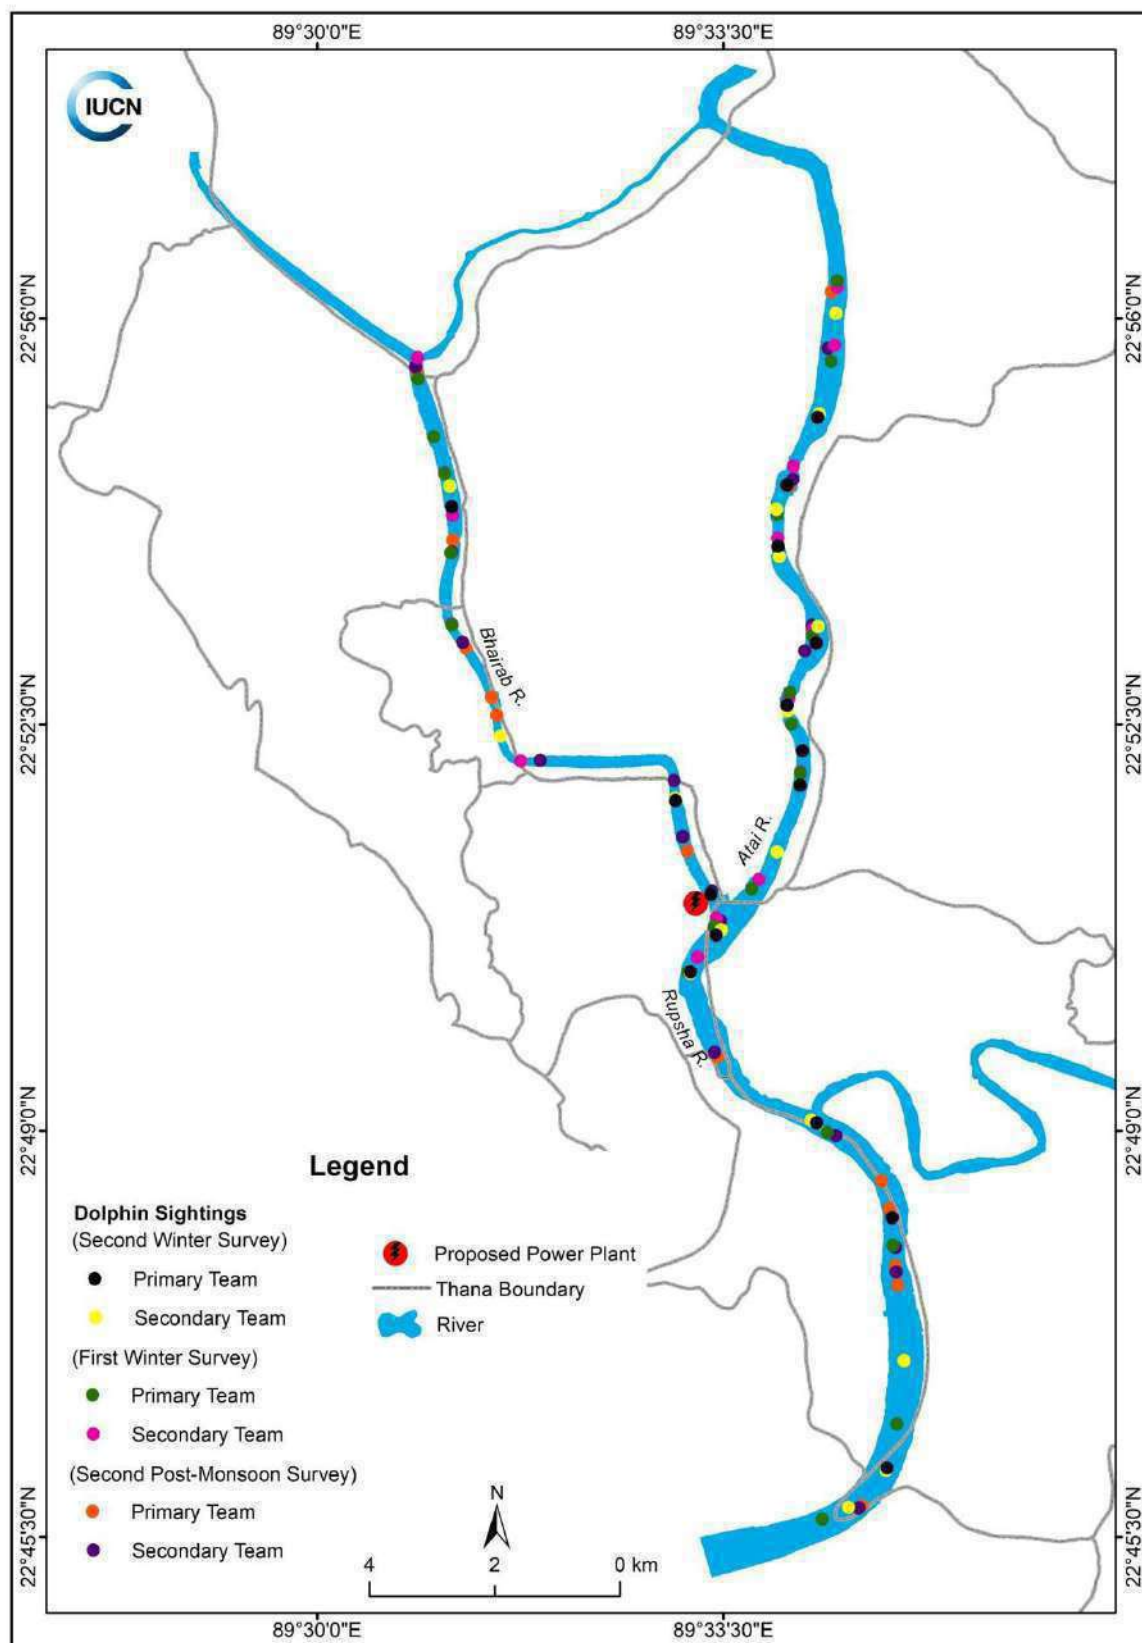 89°30'0"E
89°33'30"E
IUCN
22°56'0"N
22°56'0"N
Bhairab R.
22°52'30"N
22°52'30"N
Atai R.
Rupsha R.
22°49'0"N
22°49'0"N
Legend
Dolphin Sightings
(Second Winter Survey)
Primary Team
Secondary Team
(First Winter Survey)
Primary Team
Secondary Team
(Second Post-Monsoon Survey)
Primary Team
Secondary Team
Proposed Power Plant
Thana Boundary
River
N
4 2 0 km
22°45'30"N
22°45'30"N
89°30'0"E
89°33'30"E